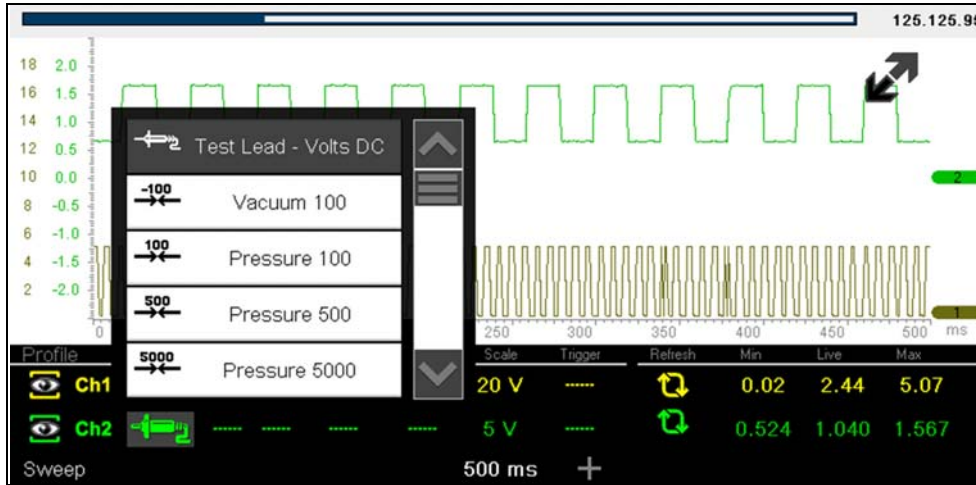 125.125.99
18 2.0
16 1.5
14 1.0
12 0.5
10 0.0
8 -0.5
6 -1.0
4 -1.5
2 -2.0
Test Lead - Volts DC
-100 Vacuum 100
100 Pressure 100
500 Pressure 500
5000 Pressure 5000
2
1
0 250 300 350 400 450 500 ms
Profile Scale Trigger Refresh Min Live Max
Ch1 20 V ------ 0.02 2.44 5.07
Ch2 ------ ------ ------ ------ 5 V ------ 0.524 1.040 1.567
Sweep 500 ms +